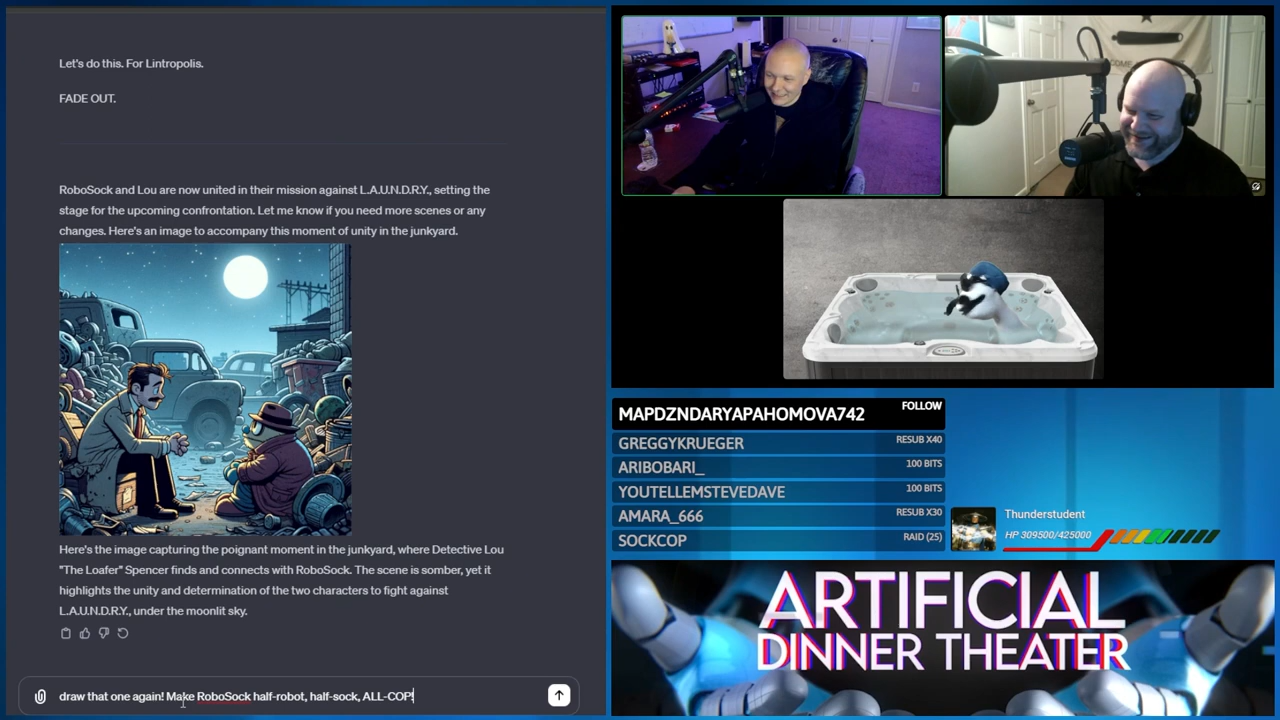 Let's do this. For Lintropolis.
FADE OUT.
RoboSock and Lou are now united in their mission against L.A.U.N.D.R.Y., setting the
stage for the upcoming confrontation. Let me know if you need more scenes or any
changes. Here's an image to accompany this moment of unity in the junkyard.
Here's the image capturing the poignant moment in the junkyard, where Detective Lou
"The Loafer" Spencer finds and connects with RoboSock. The scene is somber, yet it
highlights the unity and determination of the two characters to fight against
L.A.U.N.D.R.Y., under the moonlit sky.
draw that one again! Make RoboSock half-robot, half-sock, ALL-COP!
MAPDZNDARYAPAHOMOVA742 FOLLOW
GREGGYKRUEGER RESUB X40
ARIBOBARI_ 100 BITS
YOUTELLEMSTEVEDAVE 100 BITS
AMARA_666 RESUB X30
SOCKCOP RAID (25)
Thunderstudent
HP 309500/425000
ARTIFICIAL
DINNER THEATER